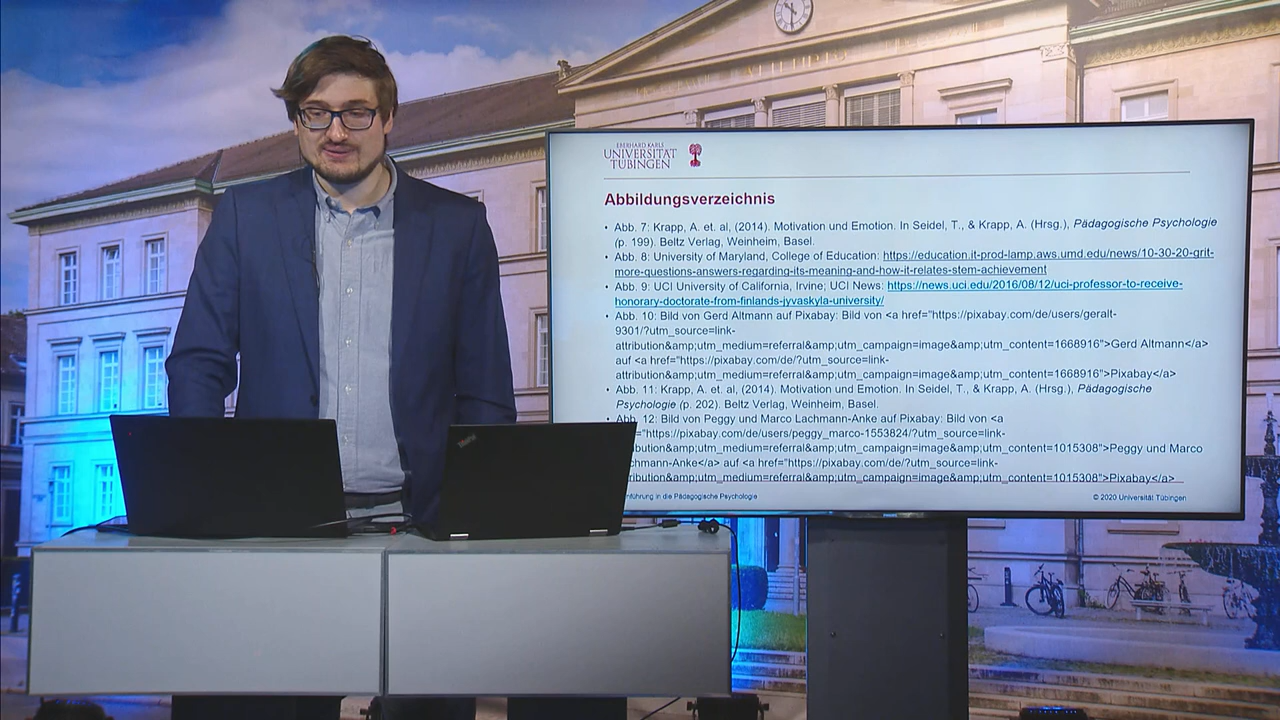 EBERHARD KARLS
UNIVERSITÄT
TÜBINGEN
Abbildungsverzeichnis
• Abb. 7: Krapp, A. et. al, (2014). Motivation und Emotion. In Seidel, T., & Krapp, A. (Hrsg.), Pädagogische Psychologie
(p. 199). Beltz Verlag, Weinheim, Basel.
• Abb. 8: University of Maryland, College of Education: https://education.it-prod-lamp.aws.umd.edu/news/10-30-20-grit-
more-questions-answers-regarding-its-meaning-and-how-it-relates-stem-achievement
• Abb. 9: UCI University of California, Irvine; UCI News: https://news.uci.edu/2016/08/12/uci-professor-to-receive-
honorary-doctorate-from-finlands-jyvaskyla-university/
• Abb. 10: Bild von Gerd Altmann auf Pixabay: Bild von <a href="https://pixabay.com/de/users/geralt-
9301/?utm_source=link-
attribution&amp;utm_medium=referral&amp;utm_campaign=image&amp;utm_content=1668916">Gerd Altmann</a>
auf <a href="https://pixabay.com/de/?utm_source=link-
attribution&amp;utm_medium=referral&amp;utm_campaign=image&amp;utm_content=1668916">Pixabay</a>
• Abb. 11: Krapp, A. et. al, (2014). Motivation und Emotion. In Seidel, T., & Krapp, A. (Hrsg.), Pädagogische
Psychologie (p. 202). Beltz Verlag, Weinheim, Basel.
• Abb. 12: Bild von Peggy und Marco Lachmann-Anke auf Pixabay: Bild von <a
="https://pixabay.com/de/users/peggy_marco-1553824/?utm_source=link-
ribution&amp;utm_medium=referral&amp;utm_campaign=image&amp;utm_content=1015308">Peggy und Marco
chmann-Anke</a> auf <a href="https://pixabay.com/de/?utm_source=link-
tribution&amp;utm_medium=referral&amp;utm_campaign=image&amp;utm_content=1015308">Pixabay</a>
nführung in die Pädagogische Psychologie
© 2020 Universität Tübingen